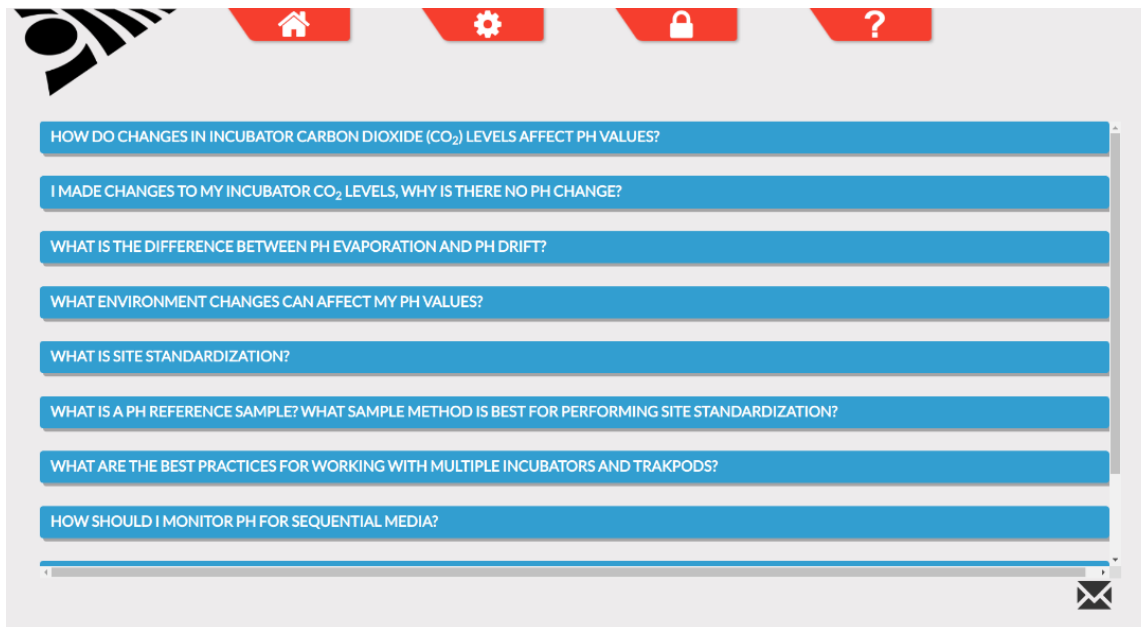 HOW DO CHANGES IN INCUBATOR CARBON DIOXIDE (CO₂) LEVELS AFFECT PH VALUES?
I MADE CHANGES TO MY INCUBATOR CO₂ LEVELS, WHY IS THERE NO PH CHANGE?
WHAT IS THE DIFFERENCE BETWEEN PH EVAPORATION AND PH DRIFT?
WHAT ENVIRONMENT CHANGES CAN AFFECT MY PH VALUES?
WHAT IS SITE STANDARDIZATION?
WHAT IS A PH REFERENCE SAMPLE? WHAT SAMPLE METHOD IS BEST FOR PERFORMING SITE STANDARDIZATION?
WHAT ARE THE BEST PRACTICES FOR WORKING WITH MULTIPLE INCUBATORS AND TRAKPODS?
HOW SHOULD I MONITOR PH FOR SEQUENTIAL MEDIA?